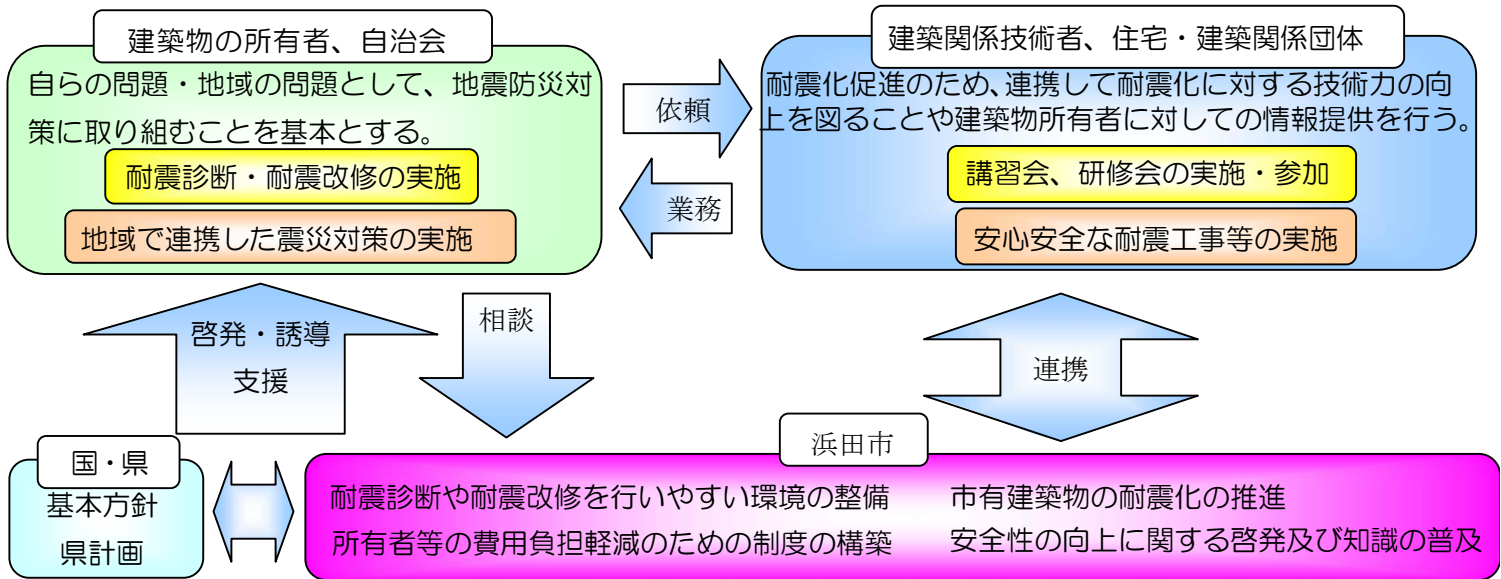 建築物の所有者、自治会
自らの問題・地域の問題として、地震防災対
策に取り組むことを基本とする。
耐震診断・耐震改修の実施
地域で連携した震災対策の実施
依頼
業務
建築関係技術者、住宅・建築関係団体
耐震化促進のため、連携して耐震化に対する技術力の向
上を図ることや建築物所有者に対しての情報提供を行う。
講習会、研修会の実施・参加
安心安全な耐震工事等の実施
啓発・誘導
支援
相談
連携
国・県
基本方針
県計画
浜田市
耐震診断や耐震改修を行いやすい環境の整備
所有者等の費用負担軽減のための制度の構築
市有建築物の耐震化の推進
安全性の向上に関する啓発及び知識の普及